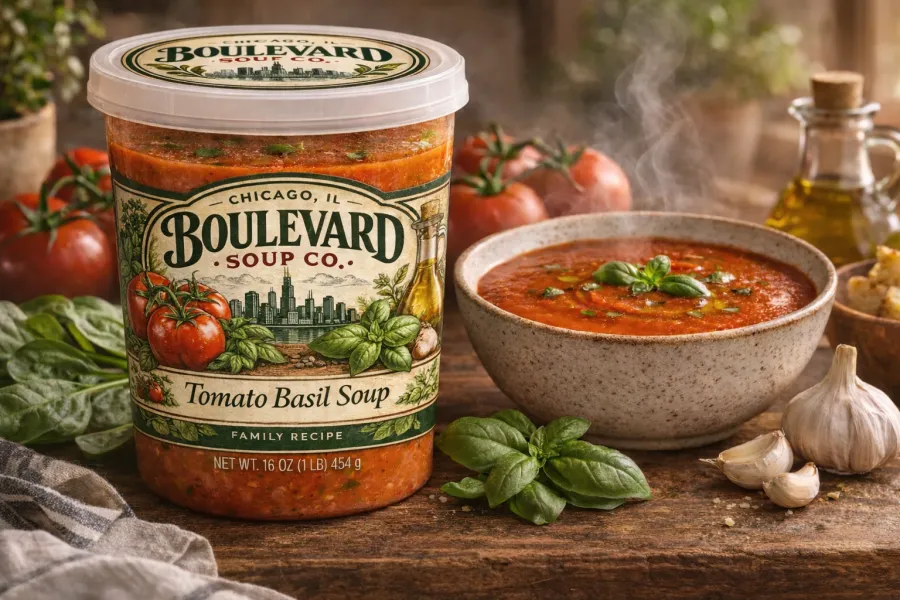 CHICAGO, IL
BOULEVARD
SOUP CO.
CHICAGO, IL
BOULEVARD
• SOUP CO. •
Tomato Basil Soup
FAMILY RECIPE
NET WT. 16 OZ (1 LB) 454 g